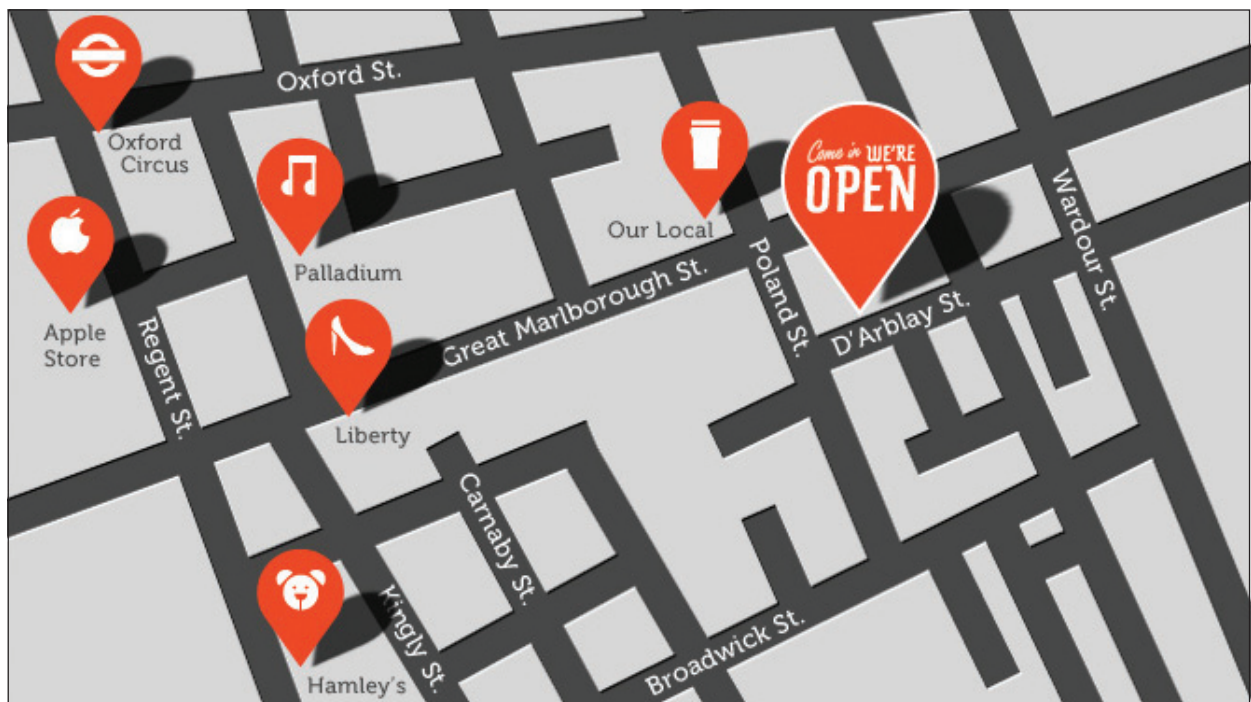 Oxford St.
Oxford
Circus
Come in WE'RE
OPEN
Wardour St.
Our Local
Palladium
Poland St.
Great Marlborough St.
D'Arblay St.
Apple
Store
Regent St.
Liberty
Carnaby St.
Kingly St.
Broadwick St.
Hamley's